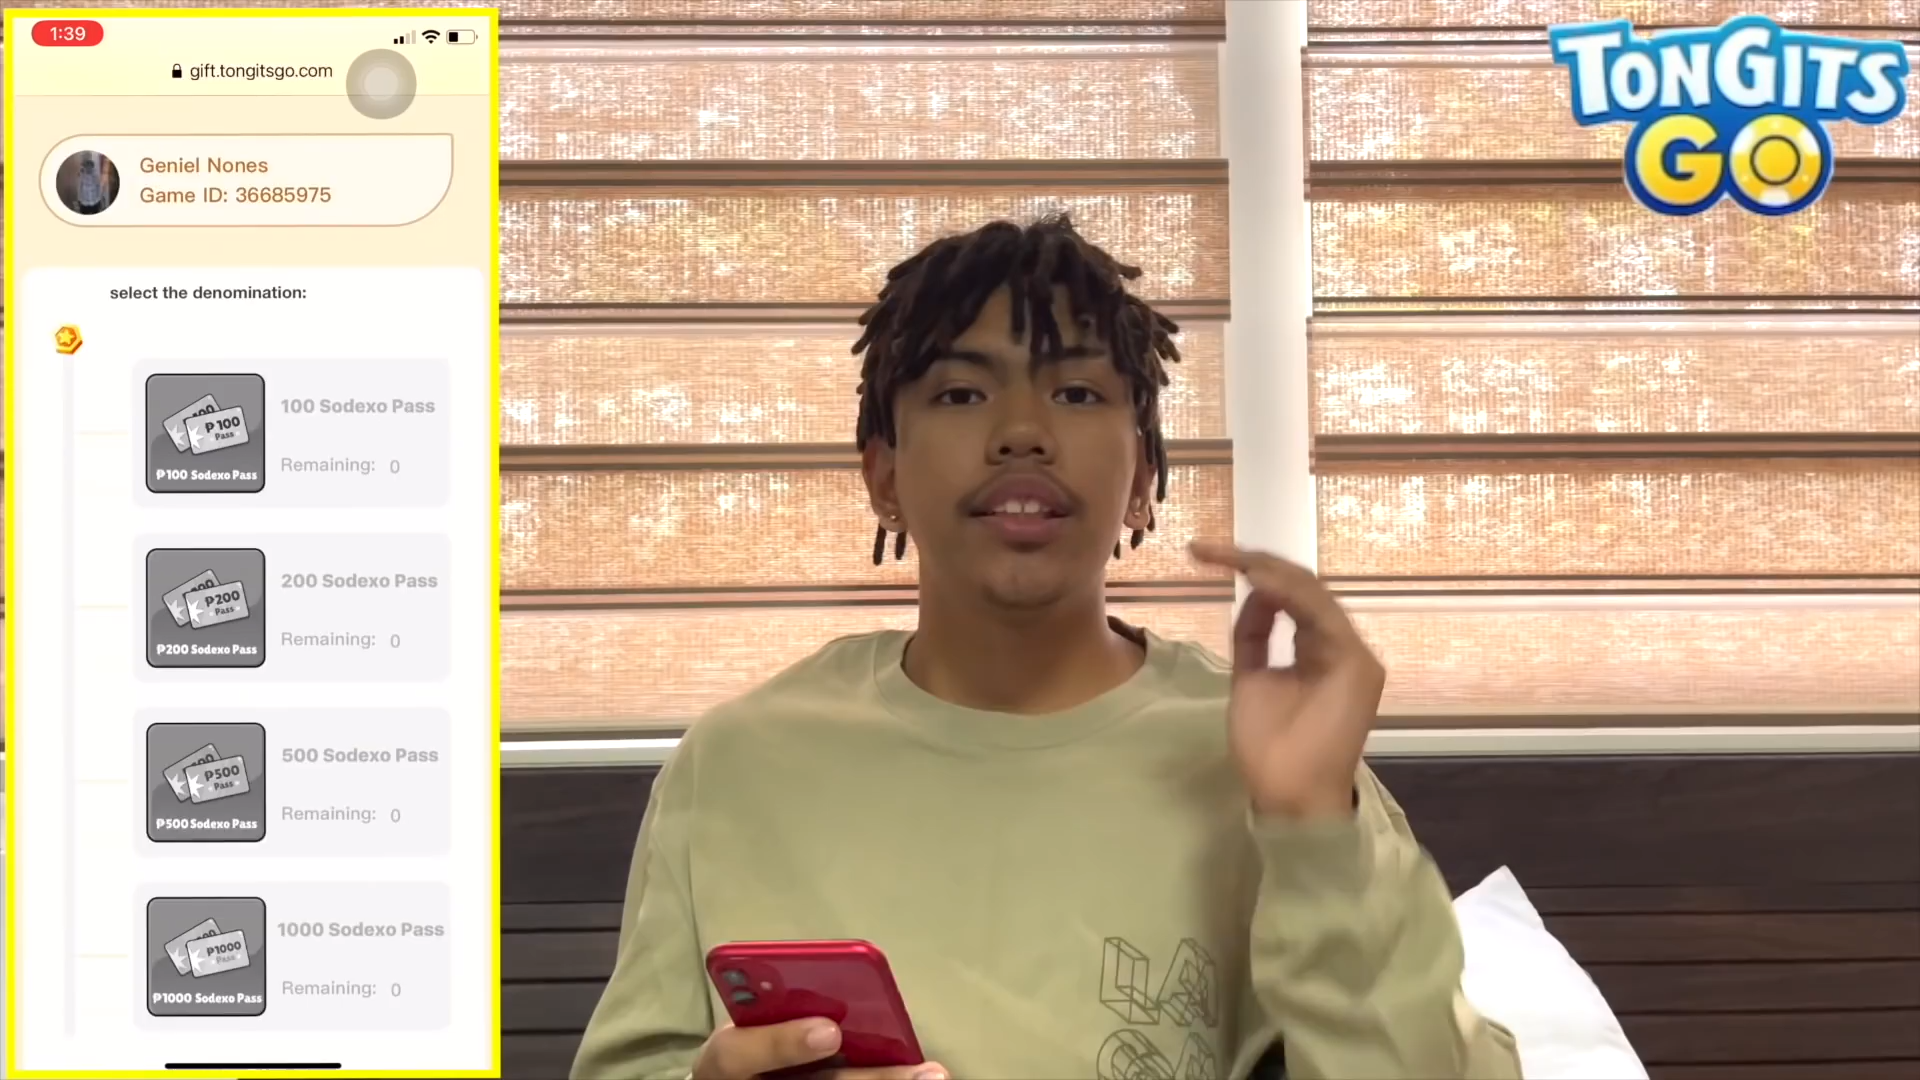 1:39
gift.tongitsgo.com
Geniel Nones
Game ID: 36685975
select the denomination:
₱100
Pass
₱100 Sodexo Pass
100 Sodexo Pass
Remaining: 0
₱200
Pass
₱200 Sodexo Pass
200 Sodexo Pass
Remaining: 0
₱500
Pass
₱500 Sodexo Pass
500 Sodexo Pass
Remaining: 0
₱1000
Pass
₱1000 Sodexo Pass
1000 Sodexo Pass
Remaining: 0
TONGITS
GO
LA